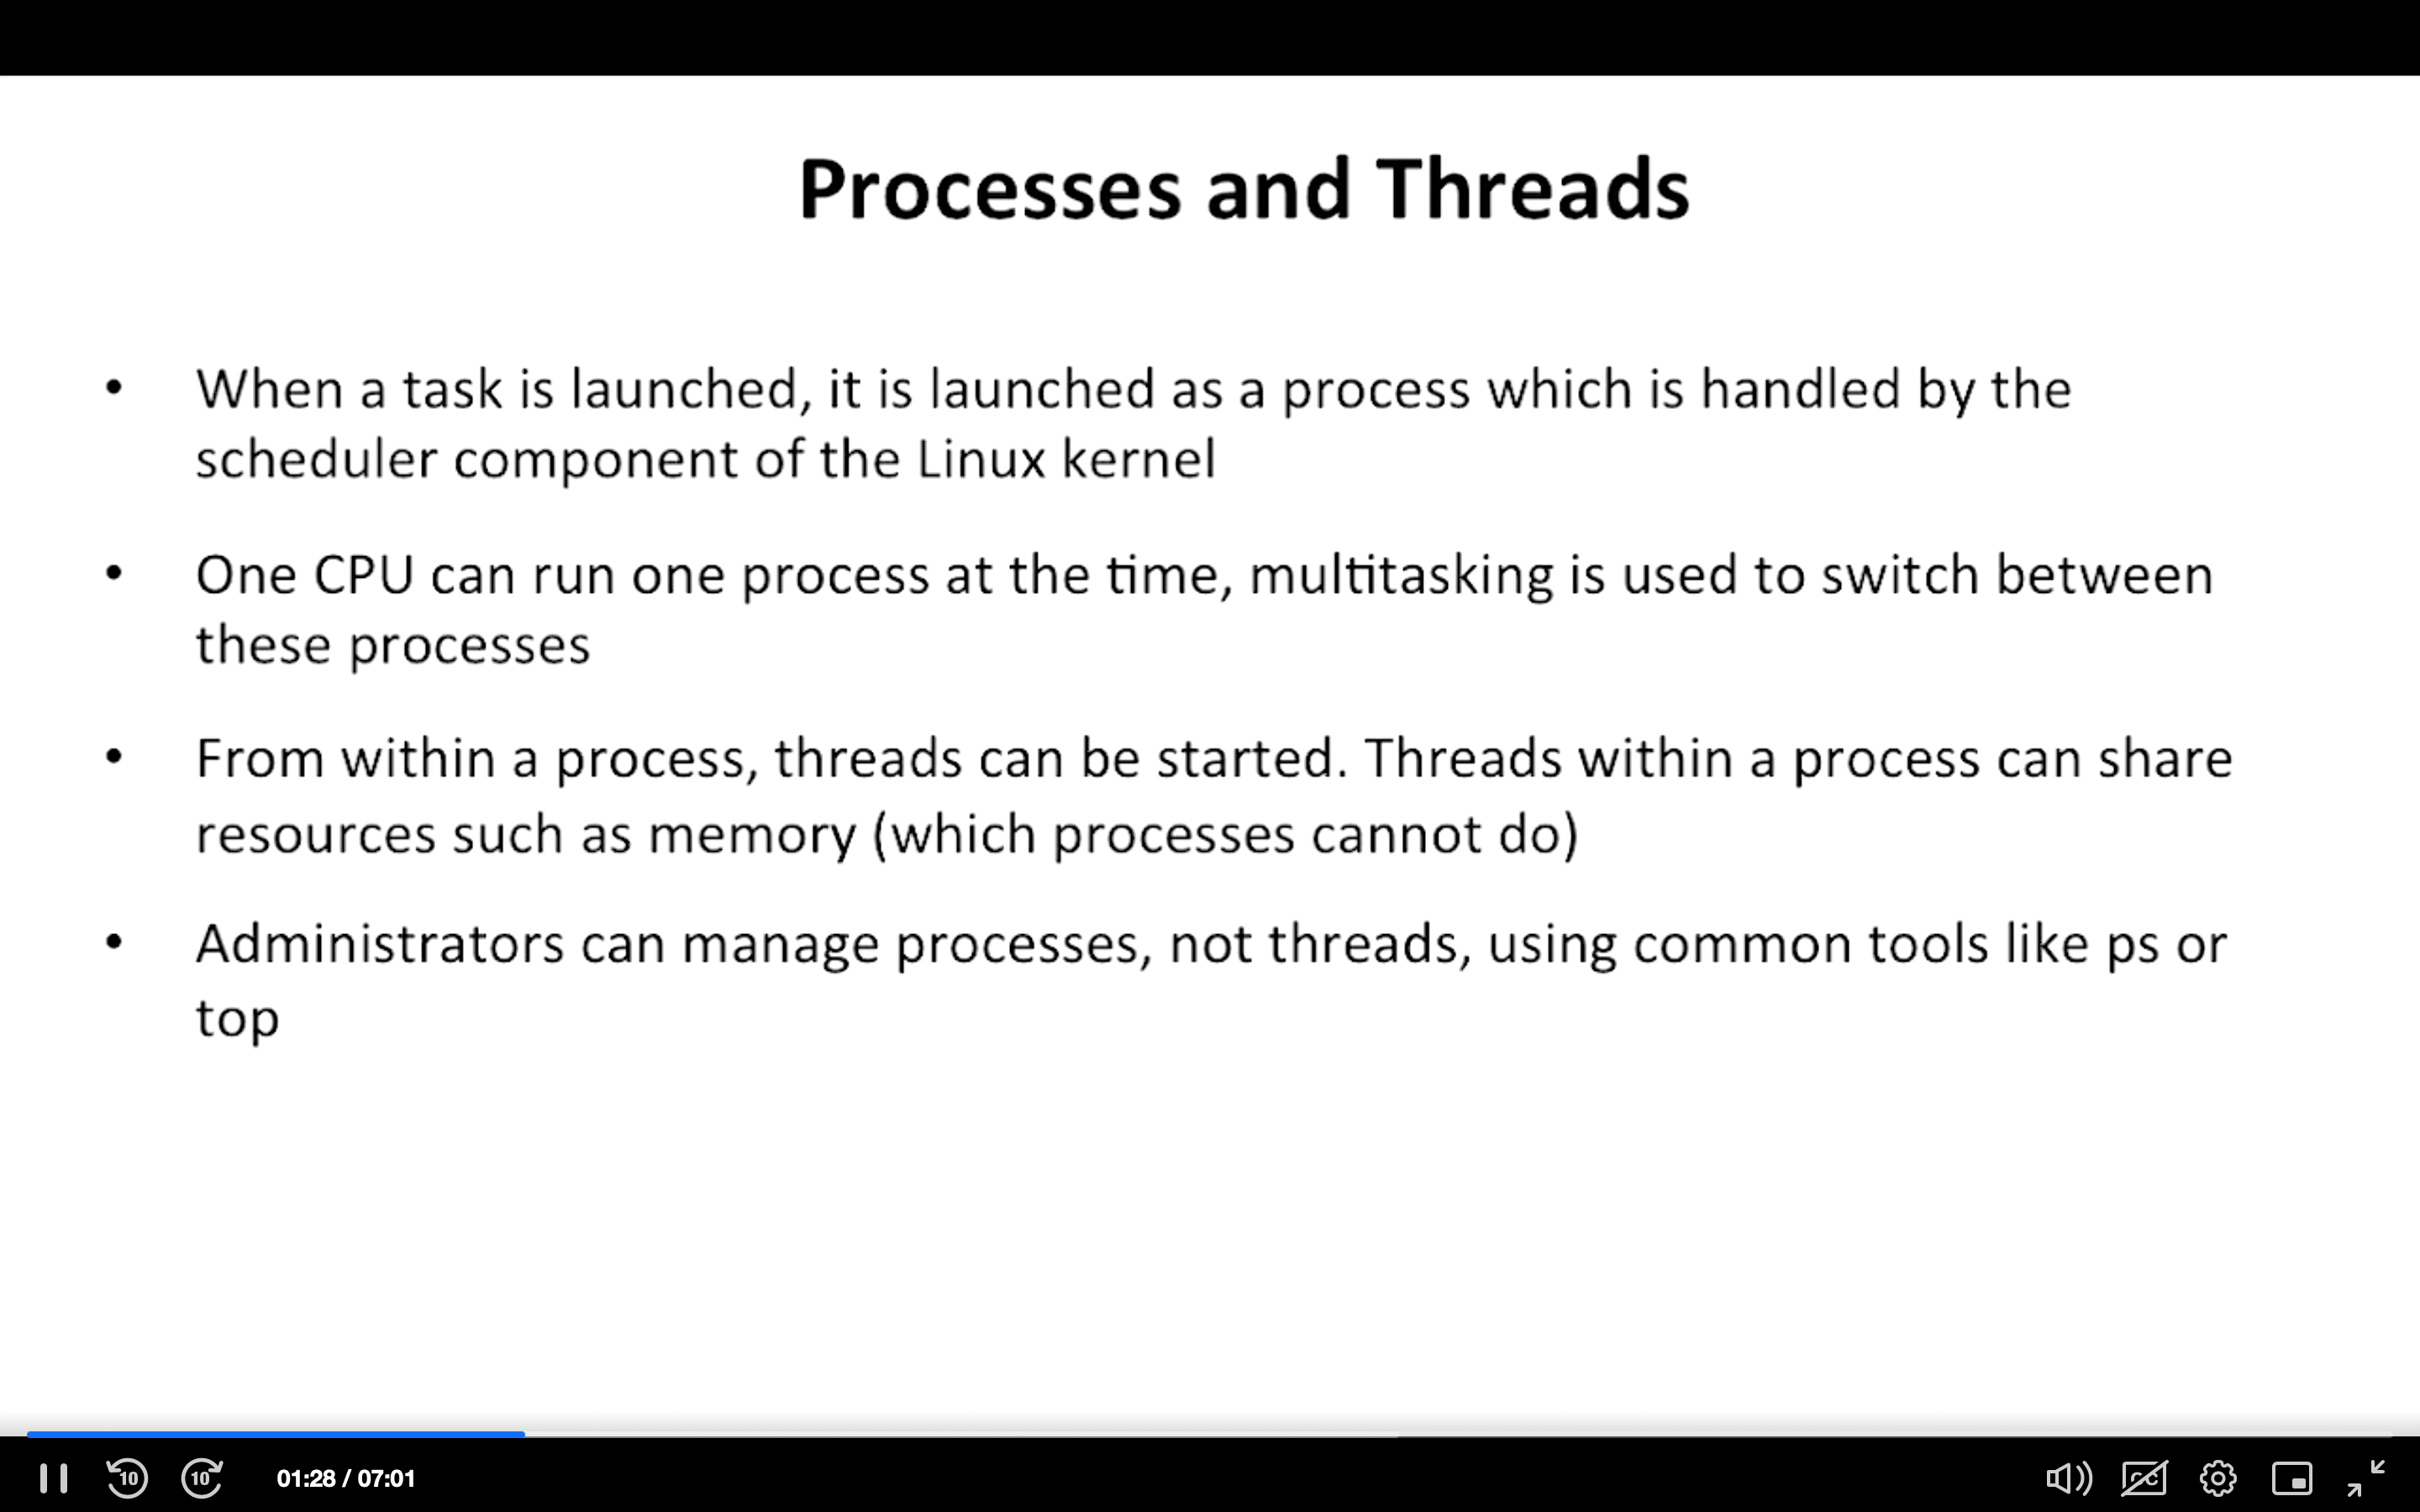 Processes and Threads
• When a task is launched, it is launched as a process which is handled by the
scheduler component of the Linux kernel
• One CPU can run one process at the time, multitasking is used to switch between
these processes
• From within a process, threads can be started. Threads within a process can share
resources such as memory (which processes cannot do)
• Administrators can manage processes, not threads, using common tools like ps or
top
10 10 01:28 / 07:01 CC